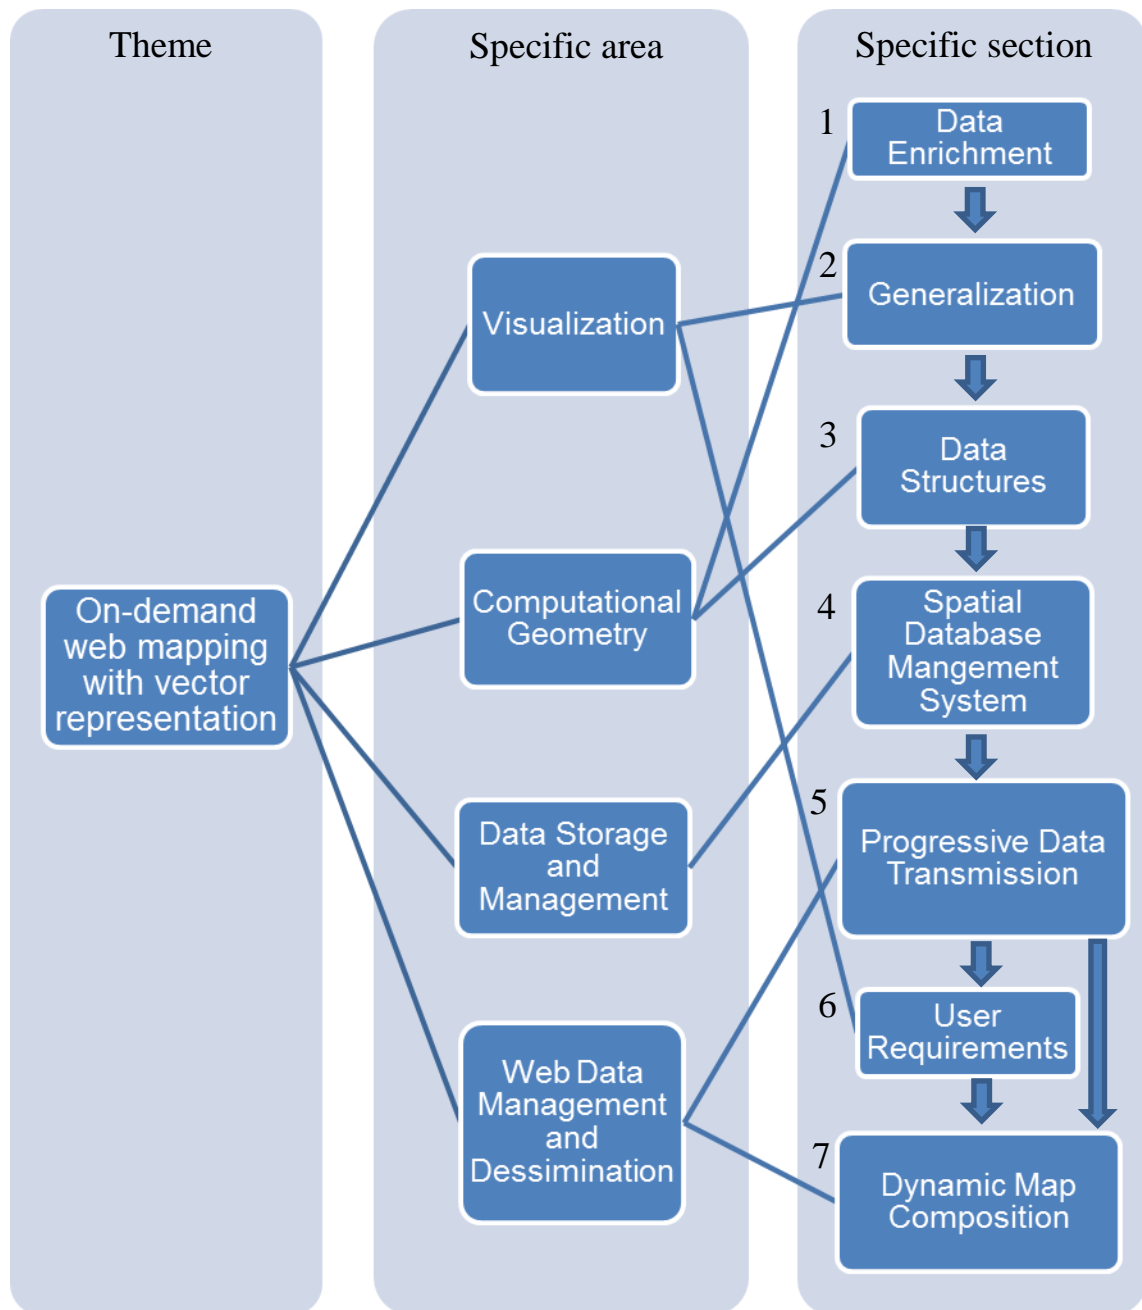 Theme
On-demand
web mapping
with vector
representation
Specific area
Visualization
Computational
Geometry
Data Storage
and
Management
Web Data
Management
and
Dessimination
Specific section
1
Data
Enrichment
2
Generalization
3
Data
Structures
4
Spatial
Database
Mangement
System
5
Progressive Data
Transmission
6
User
Requirements
7
Dynamic Map
Composition